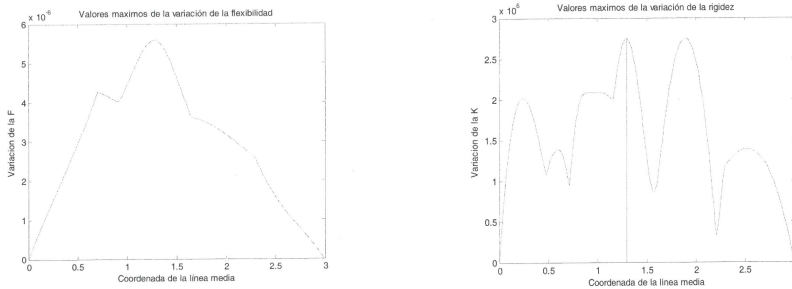 x 10⁻⁶
Valores maximos de la variación de la flexibilidad
6
5
4
3
2
1
0
Variacion de la F
0 0.5 1 1.5 2 2.5 3
Coordenada de la línea media
x 10⁶
Valores maximos de la variación de la rigidez
3
2.5
2
1.5
1
0.5
0
Variacion de la K
0 0.5 1 1.5 2 2.5
Coordenada de la linea media